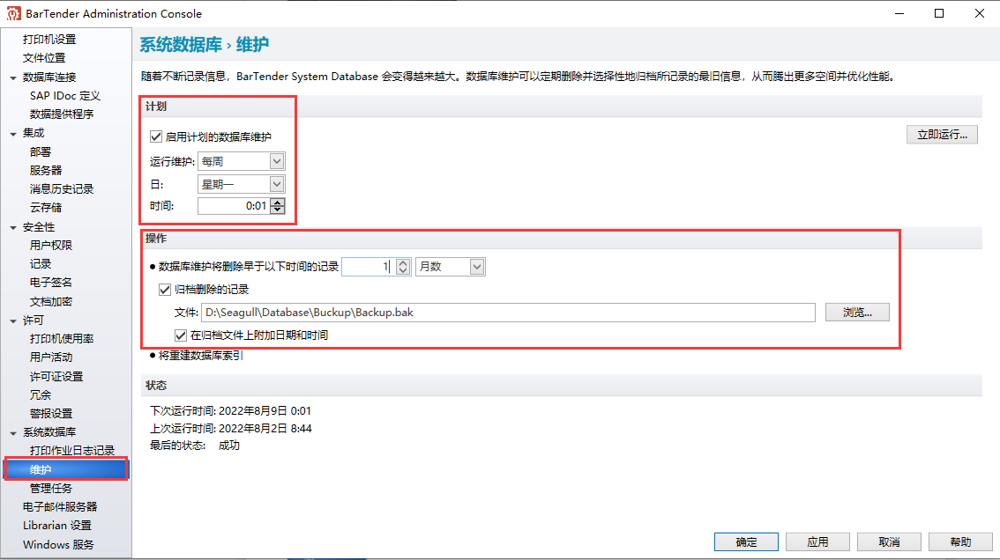 BarTender Administration Console
打印机设置
文件位置
数据库连接
SAP IDoc 定义
数据提供程序
集成
部署
服务器
消息历史记录
云存储
安全性
用户权限
记录
电子签名
文档加密
许可
打印机使用率
用户活动
许可证设置
冗余
警报设置
系统数据库
打印作业日志记录
维护
管理任务
电子邮件服务器
Librarian 设置
Windows 服务
系统数据库 › 维护
随着不断记录信息，BarTender System Database 会变得越来越大。数据库维护可以定期删除并选择性地归档所记录的最旧信息，从而腾出更多空间并优化性能。
计划
启用计划的数据库维护
立即运行...
运行维护: 每周
日: 星期一
时间: 0:01
操作
● 数据库维护将删除早于以下时间的记录 1 月数
归档删除的记录
文件: D:\Seagull\Database\Buckup\Backup.bak 浏览...
在归档文件上附加日期和时间
● 将重建数据库索引
状态
下次运行时间: 2022年8月9日 0:01
上次运行时间: 2022年8月2日 8:44
最后的状态: 成功
确定 应用 取消 帮助